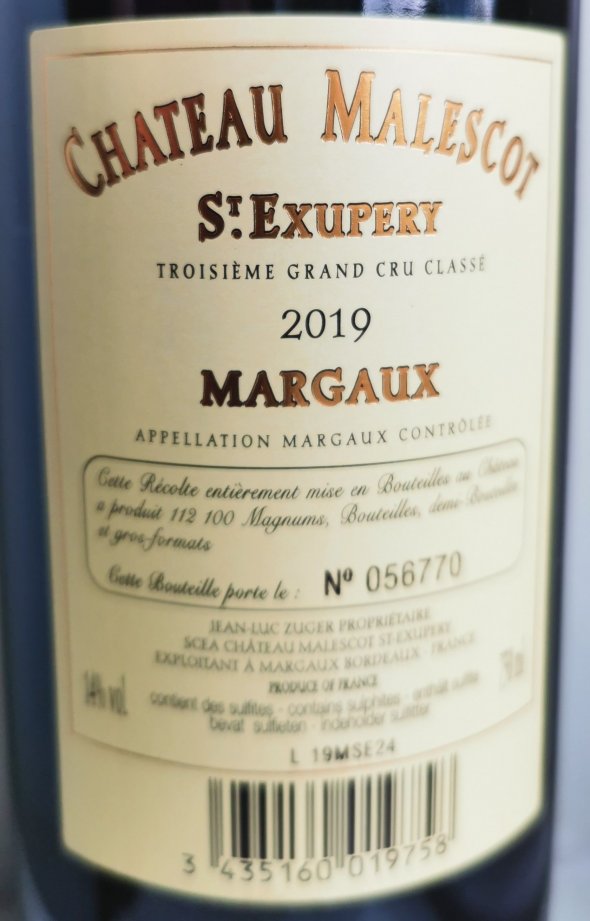 CHATEAU MALESCOT
ST. EXUPERY
TROISIÈME GRAND CRU CLASSÉ
2019
MARGAUX
APPELLATION MARGAUX CONTRÔLÉE
Cette Récolte entièrement mise en Bouteilles au Château
a produit 112 100 Magnums, Bouteilles, demi-Bouteilles
et gros-formats
Cette Bouteille porte le : Nº 056770
JEAN-LUC ZUGER PROPRIÉTAIRE
SCEA CHÂTEAU MALESCOT ST-EXUPERY
EXPLOITANT À MARGAUX BORDEAUX - FRANCE
PRODUCE OF FRANCE
14% vol. 75 cl
contient des sulfites - contains sulphites - enthält sulfite
bevat sulfieten - indeholder sulfitter
L 19MSE24
3 435160 019758